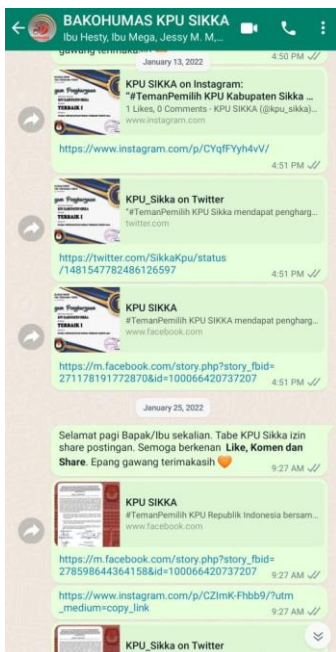 BAKOHUMAS KPU SIKKA
Ibu Hesty, Ibu Mega, Jessy M. M,...
gawang terimaka
4:50 PM
January 13, 2022
KPU SIKKA on Instagram:
"#TemanPemilih KPU Kabupaten Sikka ...
1 Likes, 0 Comments - KPU SIKKA (@kpu_sikka)...
www.instagram.com
TERBAIK I
https://www.instagram.com/p/CYqfFYyh4vV/
4:51 PM
KPU_Sikka on Twitter
"#TemanPemilih KPU Sikka mendapat pengharg...
twitter.com
TERBAIK I
https://twitter.com/SikkaKpu/status
/1481547782486126597
4:51 PM
KPU SIKKA
#TemanPemilih KPU SIKKA mendapat pengharg...
www.facebook.com
TERBAIK I
https://m.facebook.com/story.php?story_fbid=
271178191772870&id=100066420737207
4:51 PM
January 25, 2022
Selamat pagi Bapak/Ibu sekalian. Tabe KPU Sikka izin
share postingan. Semoga berkenan Like, Komen dan
Share. Epang gawang terimakasih
9:27 AM
KPU SIKKA
#TemanPemilih KPU Republik Indonesia bersam...
www.facebook.com
https://m.facebook.com/story.php?story_fbid=
278598644364158&id=100066420737207
9:27 AM
https://www.instagram.com/p/CZImK-Fhbb9/?utm
_medium=copy_link
9:27 AM
KPU_Sikka on Twitter